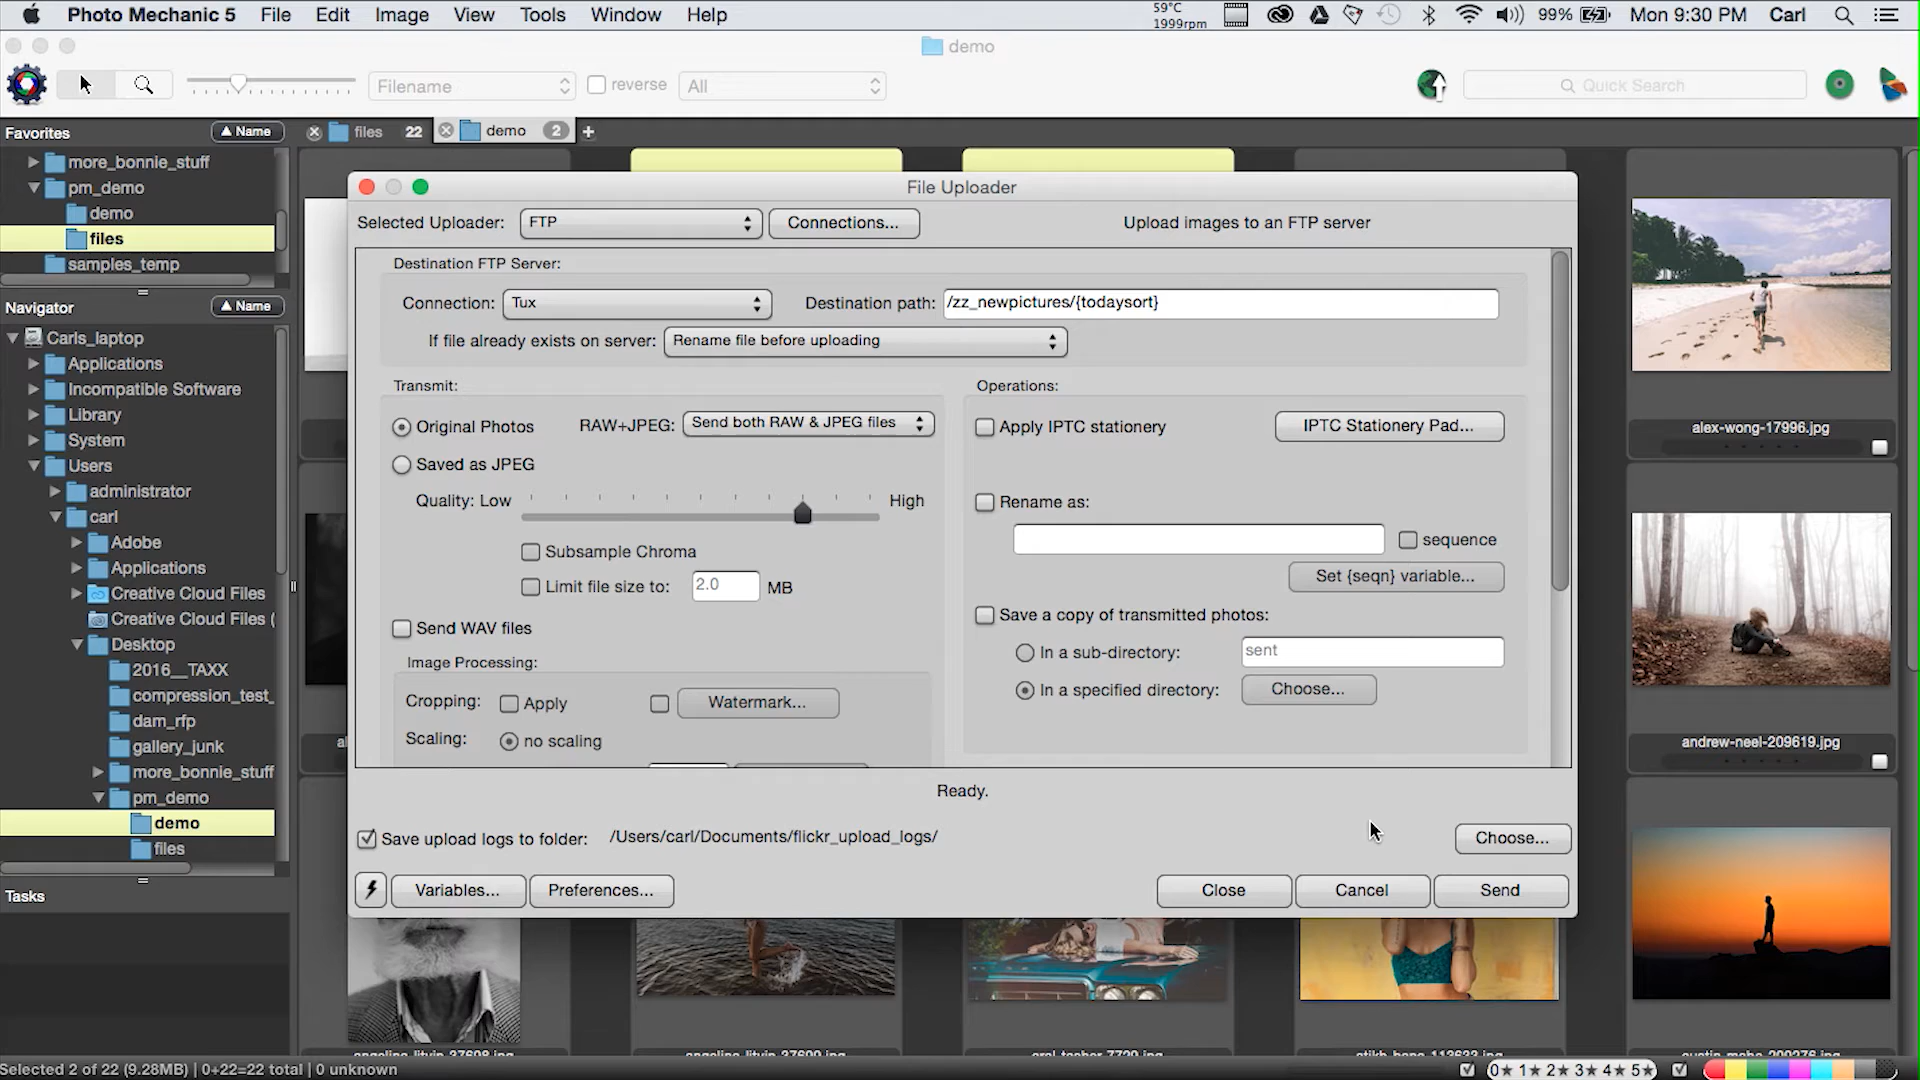 Photo Mechanic 5 File Edit Image View Tools Window Help 59°C 1999rpm 99% Mon 9:30 PM Carl
demo
Filename reverse All Quick Search
Favorites Name files 22 demo 2 +
more_bonnie_stuff
pm_demo
demo
files
samples_temp
Navigator Name
Carls_laptop
Applications
Incompatible Software
Library
System
Users
administrator
carl
Adobe
Applications
Creative Cloud Files
Creative Cloud Files (
Desktop
2016__TAXX
compression_test_
dam_rfp
gallery_junk
more_bonnie_stuff
pm_demo
demo
files
Tasks
File Uploader
Selected Uploader: FTP Connections... Upload images to an FTP server
Destination FTP Server:
Connection: Tux Destination path: /zz_newpictures/{todaysort}
If file already exists on server: Rename file before uploading
Transmit:
Original Photos RAW+JPEG: Send both RAW & JPEG files
Saved as JPEG
Quality: Low High
Subsample Chroma
Limit file size to: 2.0 MB
Send WAV files
Image Processing:
Cropping: Apply Watermark...
Scaling: no scaling
Operations:
Apply IPTC stationery IPTC Stationery Pad...
Rename as:
sequence
Set {seqn} variable...
Save a copy of transmitted photos:
In a sub-directory: sent
In a specified directory: Choose...
Ready.
Save upload logs to folder: /Users/carl/Documents/flickr_upload_logs/ Choose...
Variables... Preferences... Close Cancel Send
alex-wong-17996.jpg
andrew-neel-209619.jpg
al
Selected 2 of 22 (9.28MB) | 0+22=22 total | 0 unknown
0★ 1★ 2★ 3★ 4★ 5★